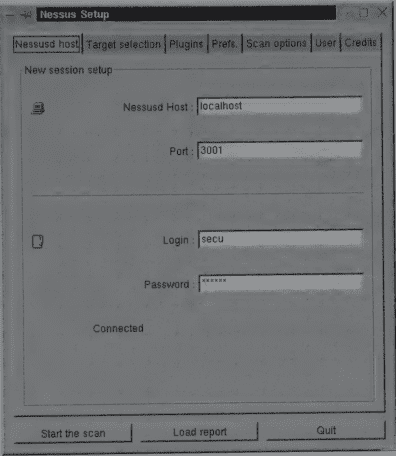 Nessus Setup
Nessusd host Target selection Plugins Prefs. Scan options User Credits
New session setup
Nessusd Host : localhost
Port : 3001
Login : secu
Password : ******
Connected
Start the scan Load report Quit